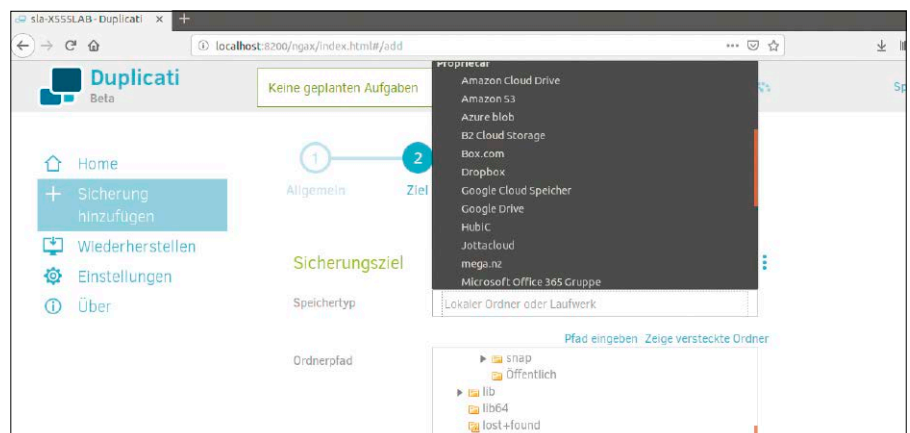 sla-X555LAB - Duplicati × +
localhost:8200/ngax/index.html#/add
Duplicati
Beta
Keine geplanten Aufgaben
Sp
Home
Sicherung
hinzufügen
Wiederherstellen
Einstellungen
Über
1
2
Allgemein
Ziel
Proprietär
Amazon Cloud Drive
Amazon S3
Azure blob
B2 Cloud Storage
Box.com
Dropbox
Google Cloud Speicher
Google Drive
HubiC
Jottacloud
mega.nz
Microsoft Office 365 Gruppe
Sicherungsziel
Speichertyp
Lokaler Ordner oder Laufwerk
Pfad eingeben Zeige versteckte Ordner
Ordnerpfad
snap
Öffentlich
lib
lib64
lost+found